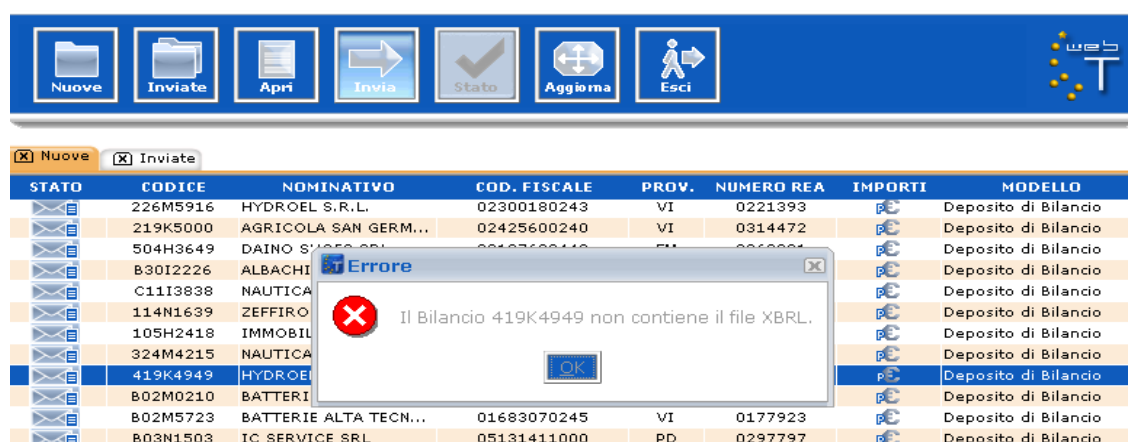 Nuove Inviate Apri Invia Stato Aggiorna Esci
web T
Nuove Inviate
STATO CODICE NOMINATIVO COD. FISCALE PROV. NUMERO REA IMPORTI MODELLO
226M5916 HYDROEL S.R.L. 02300180243 VI 0221393 P€ Deposito di Bilancio
219K5000 AGRICOLA SAN GERM... 02425600240 VI 0314472 P€ Deposito di Bilancio
504H3649 DAINO P€ Deposito di Bilancio
Errore
B30I2226 ALBACHI P€ Deposito di Bilancio
C11I3838 NAUTICA P€ Deposito di Bilancio
114N1639 ZEFFIRO P€ Deposito di Bilancio
Il Bilancio 419K4949 non contiene il file XBRL.
105H2418 IMMOBIL P€ Deposito di Bilancio
324M4215 NAUTICA P€ Deposito di Bilancio
OK
419K4949 HYDROEL P€ Deposito di Bilancio
B02M0210 BATTERI P€ Deposito di Bilancio
B02M5723 BATTERIE ALTA TECN... 01683070245 VI 0177923 P€ Deposito di Bilancio
B03N1503 IC SERVICE SRL 05131411000 PD 0297797 P€ Deposito di Bilancio